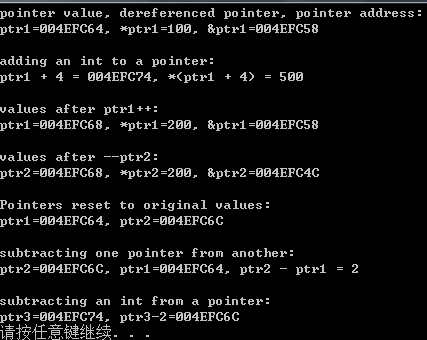 pointer value, dereferenced pointer, pointer address:
ptr1=004EFC64, *ptr1=100, &ptr1=004EFC58
adding an int to a pointer:
ptr1 + 4 = 004EFC74, *(ptr1 + 4) = 500
values after ptr1++:
ptr1=004EFC68, *ptr1=200, &ptr1=004EFC58
values after --ptr2:
ptr2=004EFC68, *ptr2=200, &ptr2=004EFC4C
Pointers reset to original values:
ptr1=004EFC64, ptr2=004EFC6C
subtracting one pointer from another:
ptr2=004EFC6C, ptr1=004EFC64, ptr2 - ptr1 = 2
subtracting an int from a pointer:
ptr3=004EFC74, ptr3-2=004EFC6C
请按任意键继续. . .